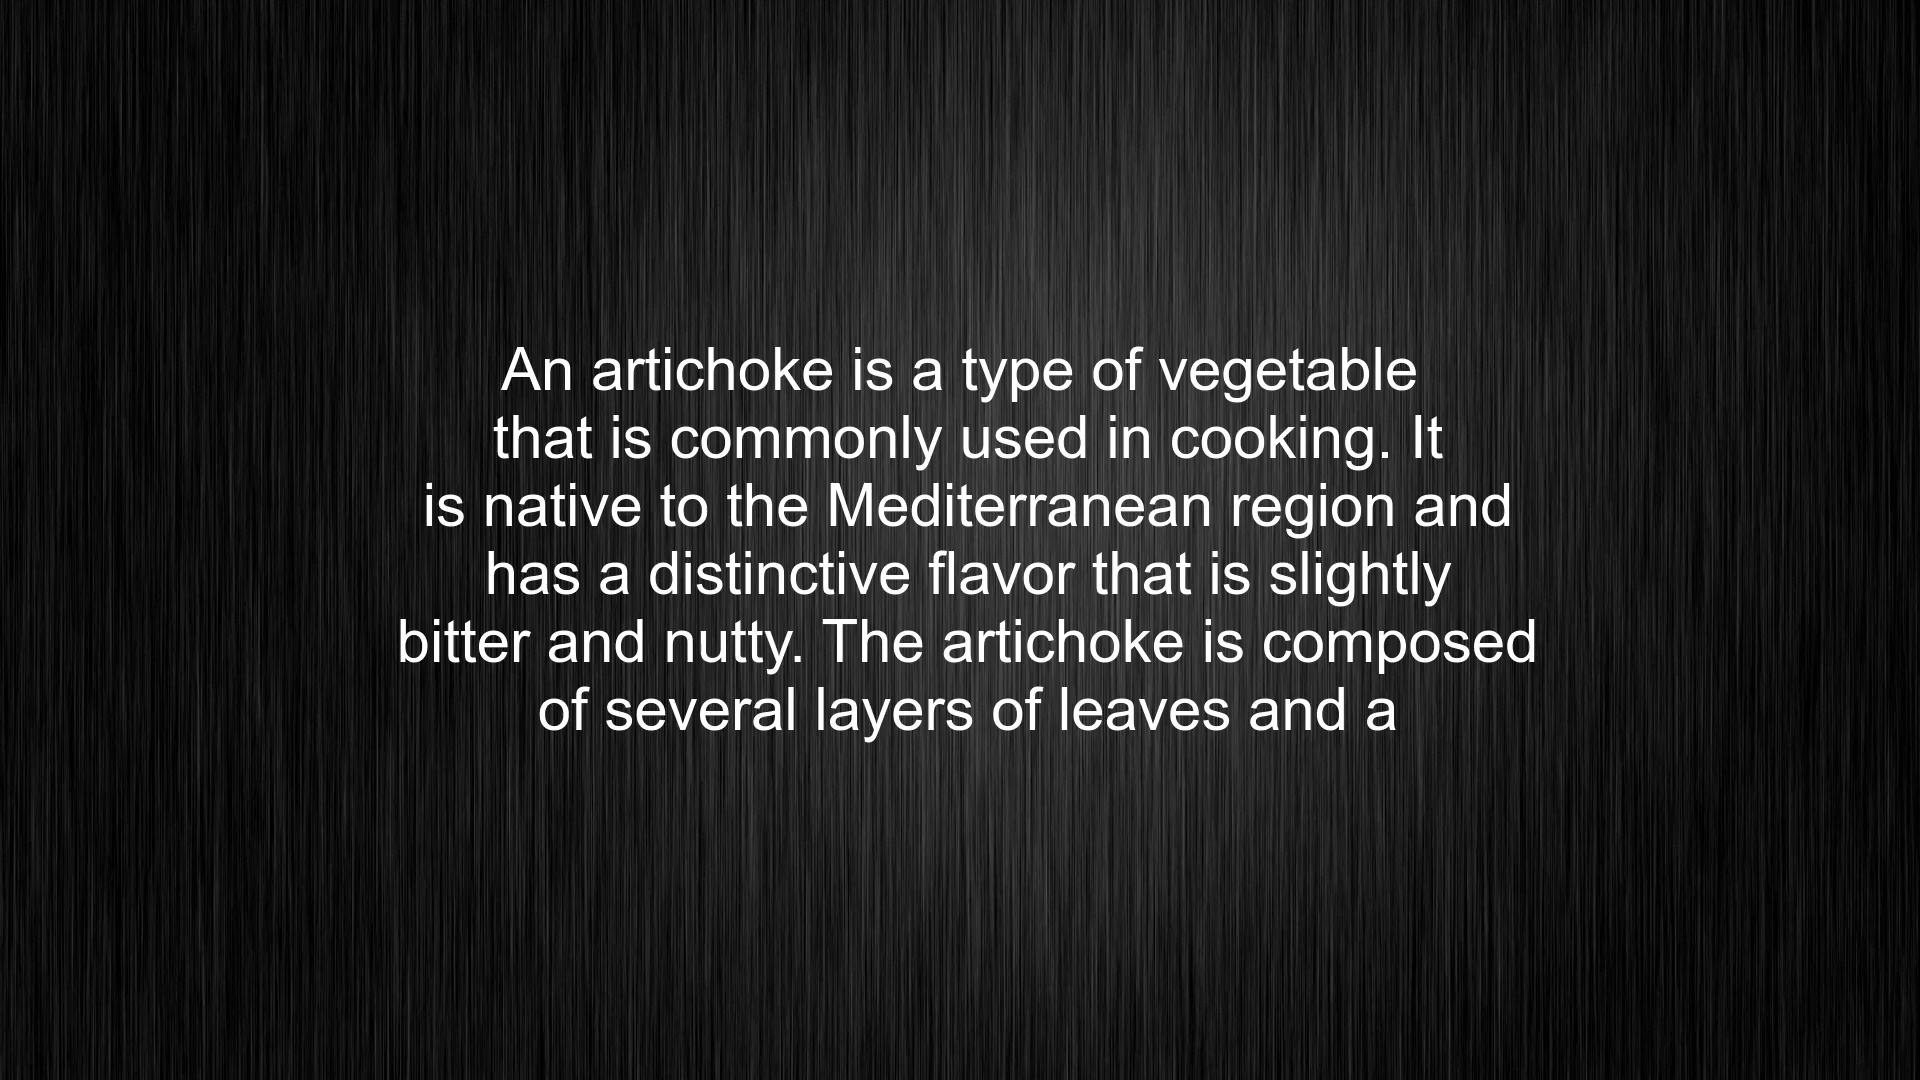 An artichoke is a type of vegetable
that is commonly used in cooking. It
is native to the Mediterranean region and
has a distinctive flavor that is slightly
bitter and nutty. The artichoke is composed
of several layers of leaves and a